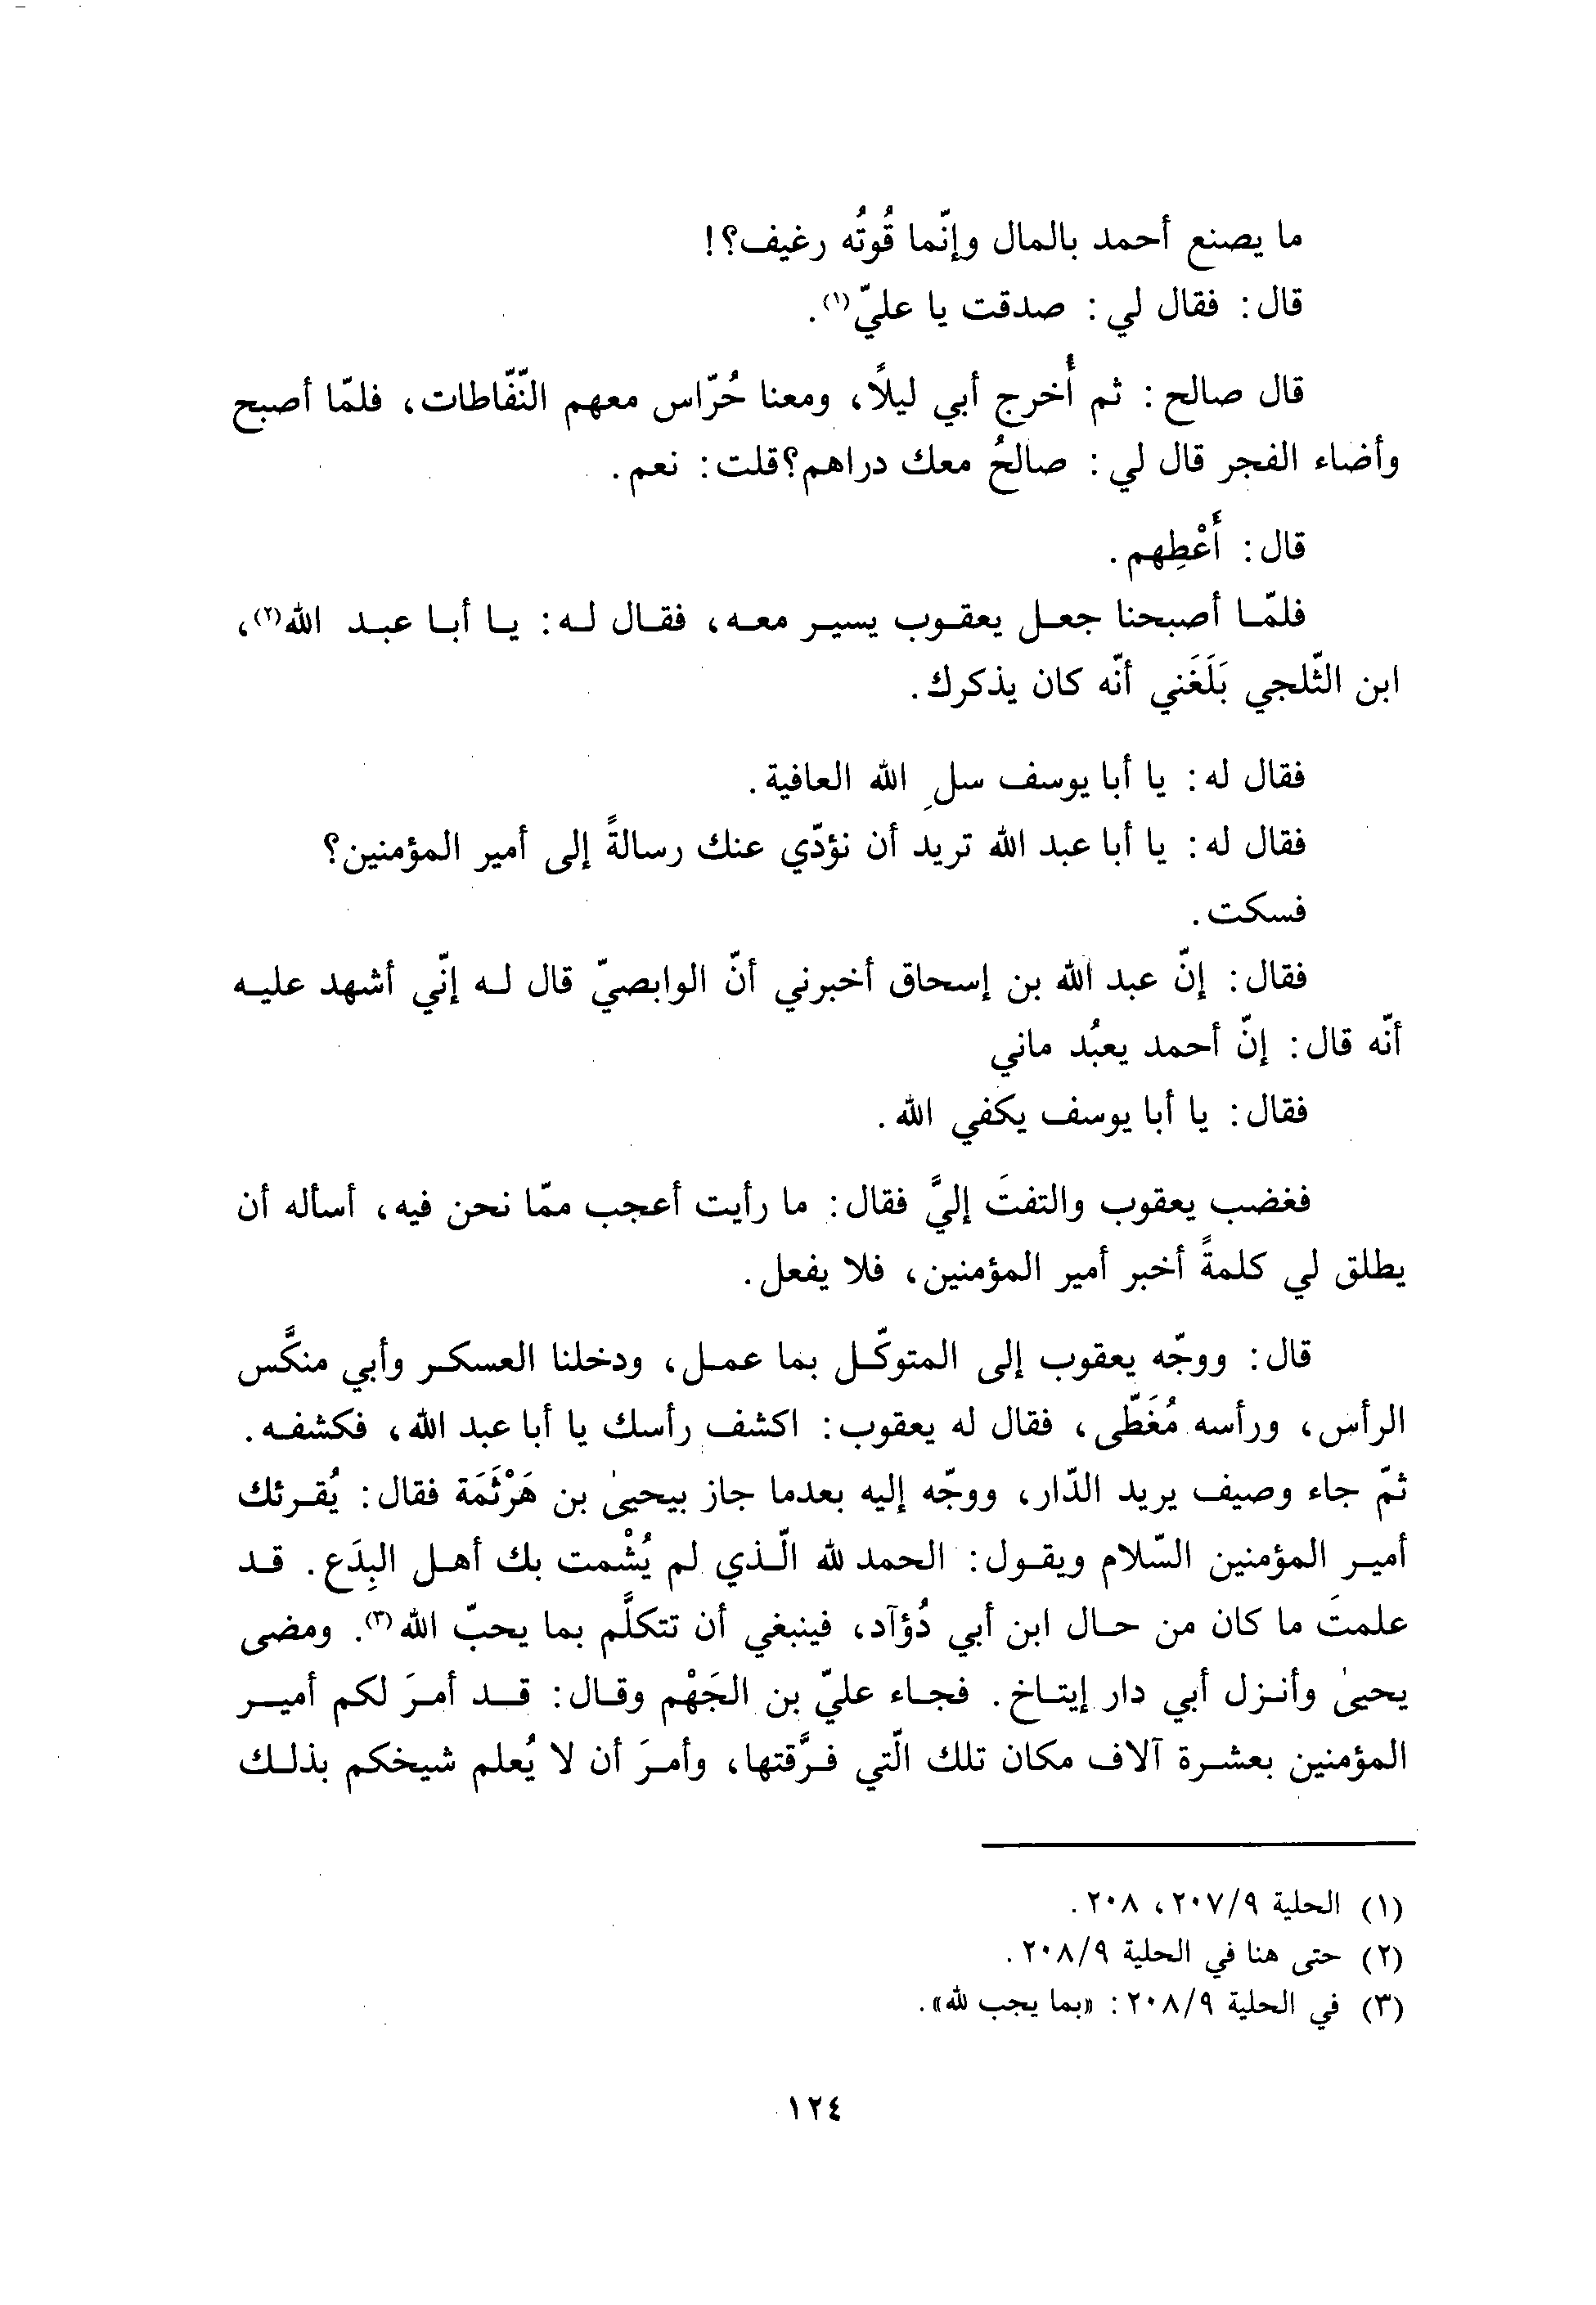 ما يصنع أحمد بالمال وإنّما قُوتُه رغيف؟!
قال: فقال لي: صدقت يا عليّ(١).
قال صالح: ثم أُخرج أبي ليلًا، ومعنا حُرّاس معهم النّفّاطات، فلمّا أصبح
وأضاء الفجر قال لي: صالحُ معك دراهم؟ قلت: نعم.
قال: أَعْطِهم.
فلمّا أصبحنا جعل يعقوب يسير معه، فقال له: يا أبا عبد الله(٢)،
ابن الثّلجي بَلَغَني أنّه كان يذكرك.
فقال له: يا أبا يوسف سلِ الله العافية.
فقال له: يا أبا عبد الله تريد أن نؤدّي عنك رسالةً إلى أمير المؤمنين؟
فسكت.
فقال: إنّ عبد الله بن إسحاق أخبرني أنّ الوابصيّ قال له إنّي أشهد عليه
أنّه قال: إنّ أحمد يعبُد ماني
فقال: يا أبا يوسف يكفي الله.
فغضب يعقوب والتفتَ إليَّ فقال: ما رأيت أعجب ممّا نحن فيه، أسأله أن
يطلق لي كلمةً أخبر أمير المؤمنين، فلا يفعل.
قال: ووجّه يعقوب إلى المتوكّل بما عمل، ودخلنا العسكر وأبي منكَّس
الرأس، ورأسه مُغَطّى، فقال له يعقوب: اكشف رأسك يا أبا عبد الله، فكشفه.
ثمّ جاء وصيف يريد الدّار، ووجّه إليه بعدما جاز بيحيىٰ بن هَرْثَمَة فقال: يُقرئك
أمير المؤمنين السّلام ويقول: الحمد لله الّذي لم يُشْمت بك أهل البِدَع. قد
علمتَ ما كان من حال ابن أبي دُؤآد، فينبغي أن تتكلَّم بما يحبّ الله(٣). ومضى
يحيىٰ وأنزل أبي دار إيتاخ. فجاء عليّ بن الجَهْم وقال: قد أمرَ لكم أمير
المؤمنين بعشرة آلاف مكان تلك الّتي فرَّقتها، وأمرَ أن لا يُعلم شيخكم بذلك
(١) الحلية ٩/٢٠٧، ٢٠٨.
(٢) حتى هنا في الحلية ٩/٢٠٨.
(٣) في الحلية ٩/٢٠٨: «بما يجب لله».
١٢٤